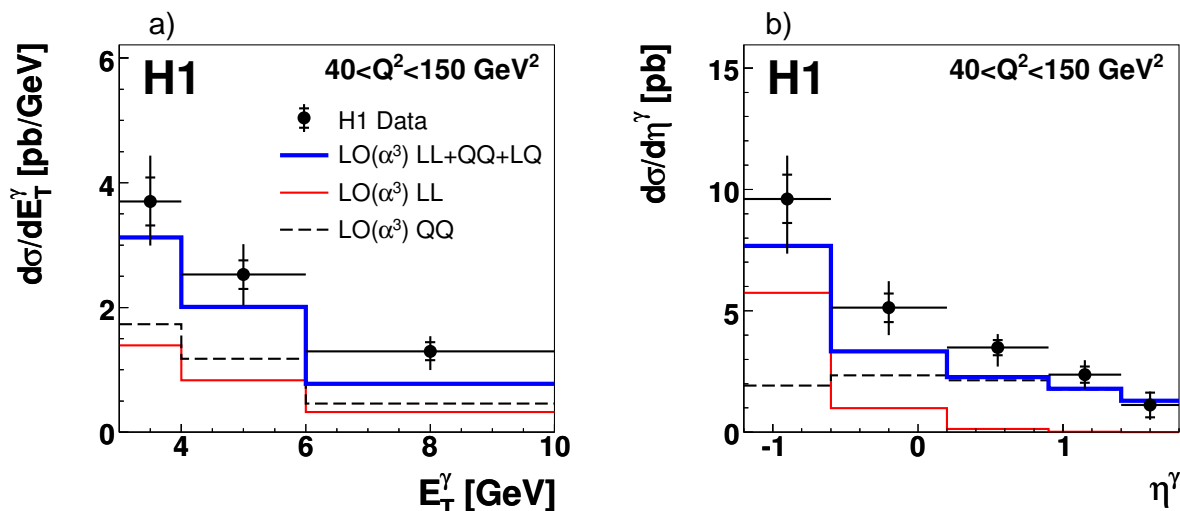 a)
H1
40<Q²<150 GeV²
H1 Data
LO(α³) LL+QQ+LQ
LO(α³) LL
LO(α³) QQ
dσ/dE_T^γ [pb/GeV]
6
4
2
0
4 6 8 10
E_T^γ [GeV]
b)
H1
40<Q²<150 GeV²
dσ/dη^γ [pb]
15
10
5
0
-1 0 1
η^γ